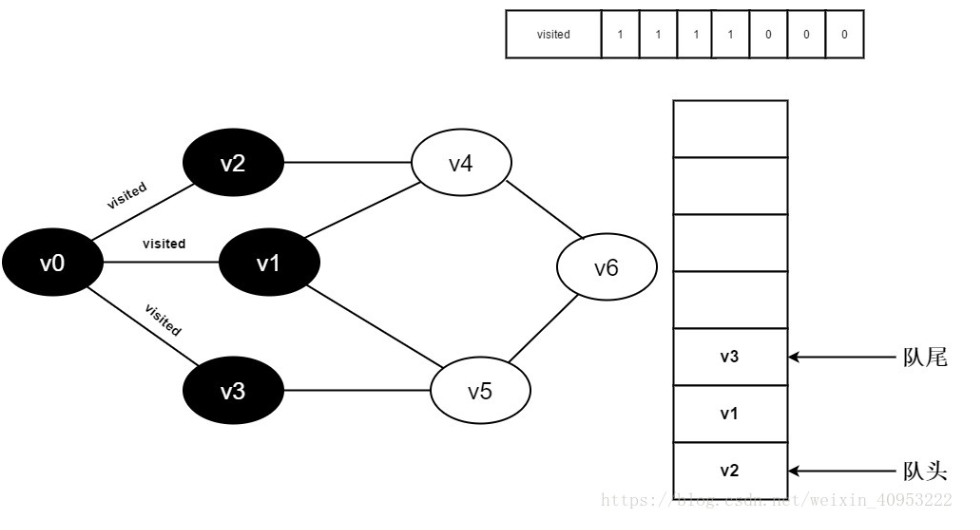 visited 1 1 1 1 0 0 0
v2
v4
visited
visited
v0
v1
v6
visited
v3
v5
v3
队尾
v1
v2
队头
https://blog.csdn.net/weixin_40953222